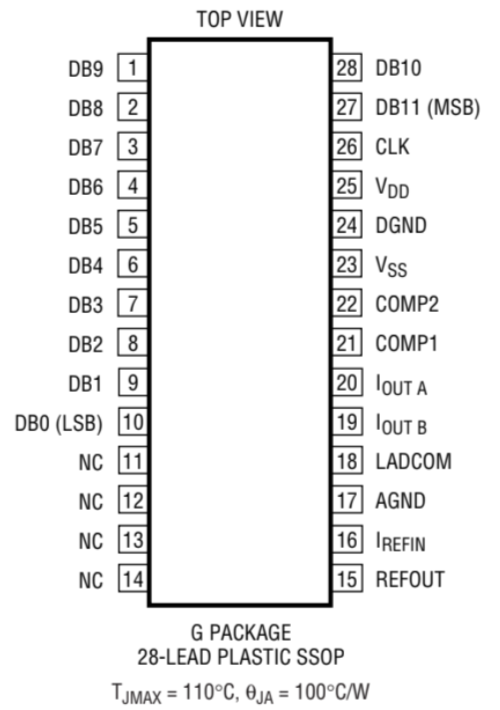 TOP VIEW
DB9 1 28 DB10
DB8 2 27 DB11 (MSB)
DB7 3 26 CLK
DB6 4 25 VDD
DB5 5 24 DGND
DB4 6 23 VSS
DB3 7 22 COMP2
DB2 8 21 COMP1
DB1 9 20 IOUT A
DB0 (LSB) 10 19 IOUT B
NC 11 18 LADCOM
NC 12 17 AGND
NC 13 16 IREFIN
NC 14 15 REFOUT
G PACKAGE
28-LEAD PLASTIC SSOP
TJMAX = 110°C, θJA = 100°C/W